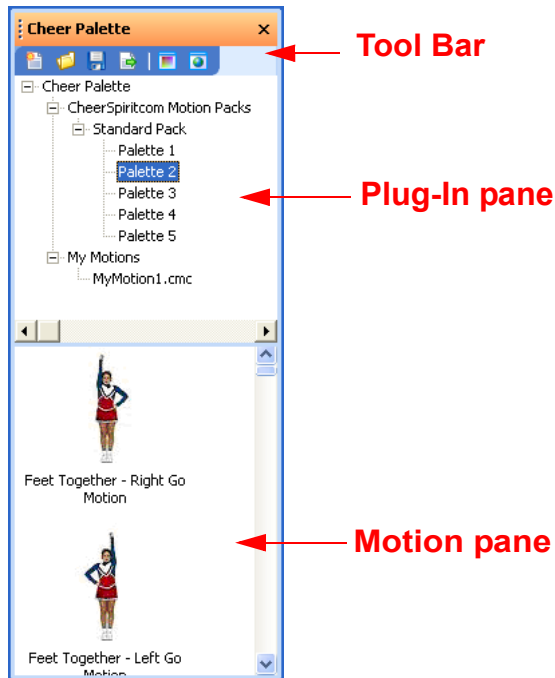 Cheer Palette
Tool Bar
Cheer Palette
CheerSpiritcom Motion Packs
Standard Pack
Palette 1
Palette 2
Palette 3
Palette 4
Palette 5
My Motions
MyMotion1.cmc
Plug-In pane
Feet Together - Right Go
Motion
Motion pane
Feet Together - Left Go
Motion